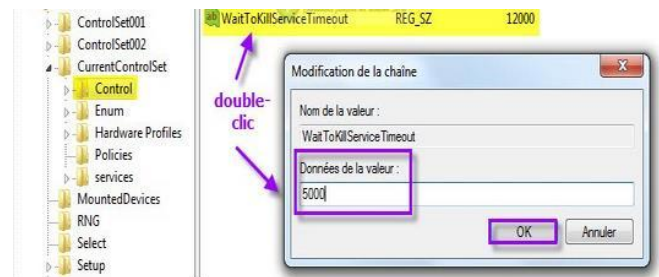 ControlSet001
ControlSet002
CurrentControlSet
Control
Enum
Hardware Profiles
Policies
services
MountedDevices
RNG
Select
Setup
ab WaitToKillServiceTimeout REG_SZ 12000
double-
clic
Modification de la chaîne
X
Nom de la valeur :
WaitToKillServiceTimeout
Données de la valeur :
5000
OK Annuler